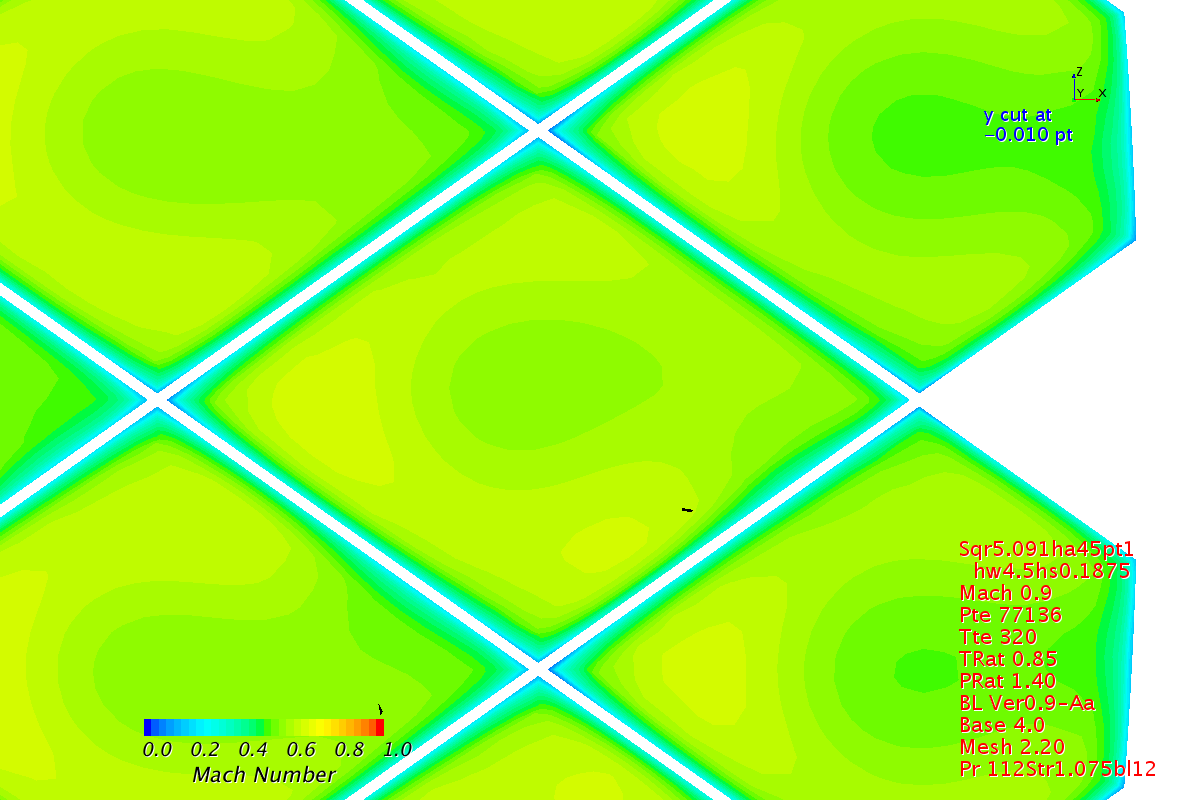 Z
Y X
y cut at
-0.010 pt
Sqr5.091ha45pt1
hw4.5hs0.1875
Mach 0.9
Pte 77136
Tte 320
TRat 0.85
PRat 1.40
BL Ver0.9-Aa
Base 4.0
Mesh 2.20
Pr 112Str1.075bl12
0.0 0.2 0.4 0.6 0.8 1.0
Mach Number